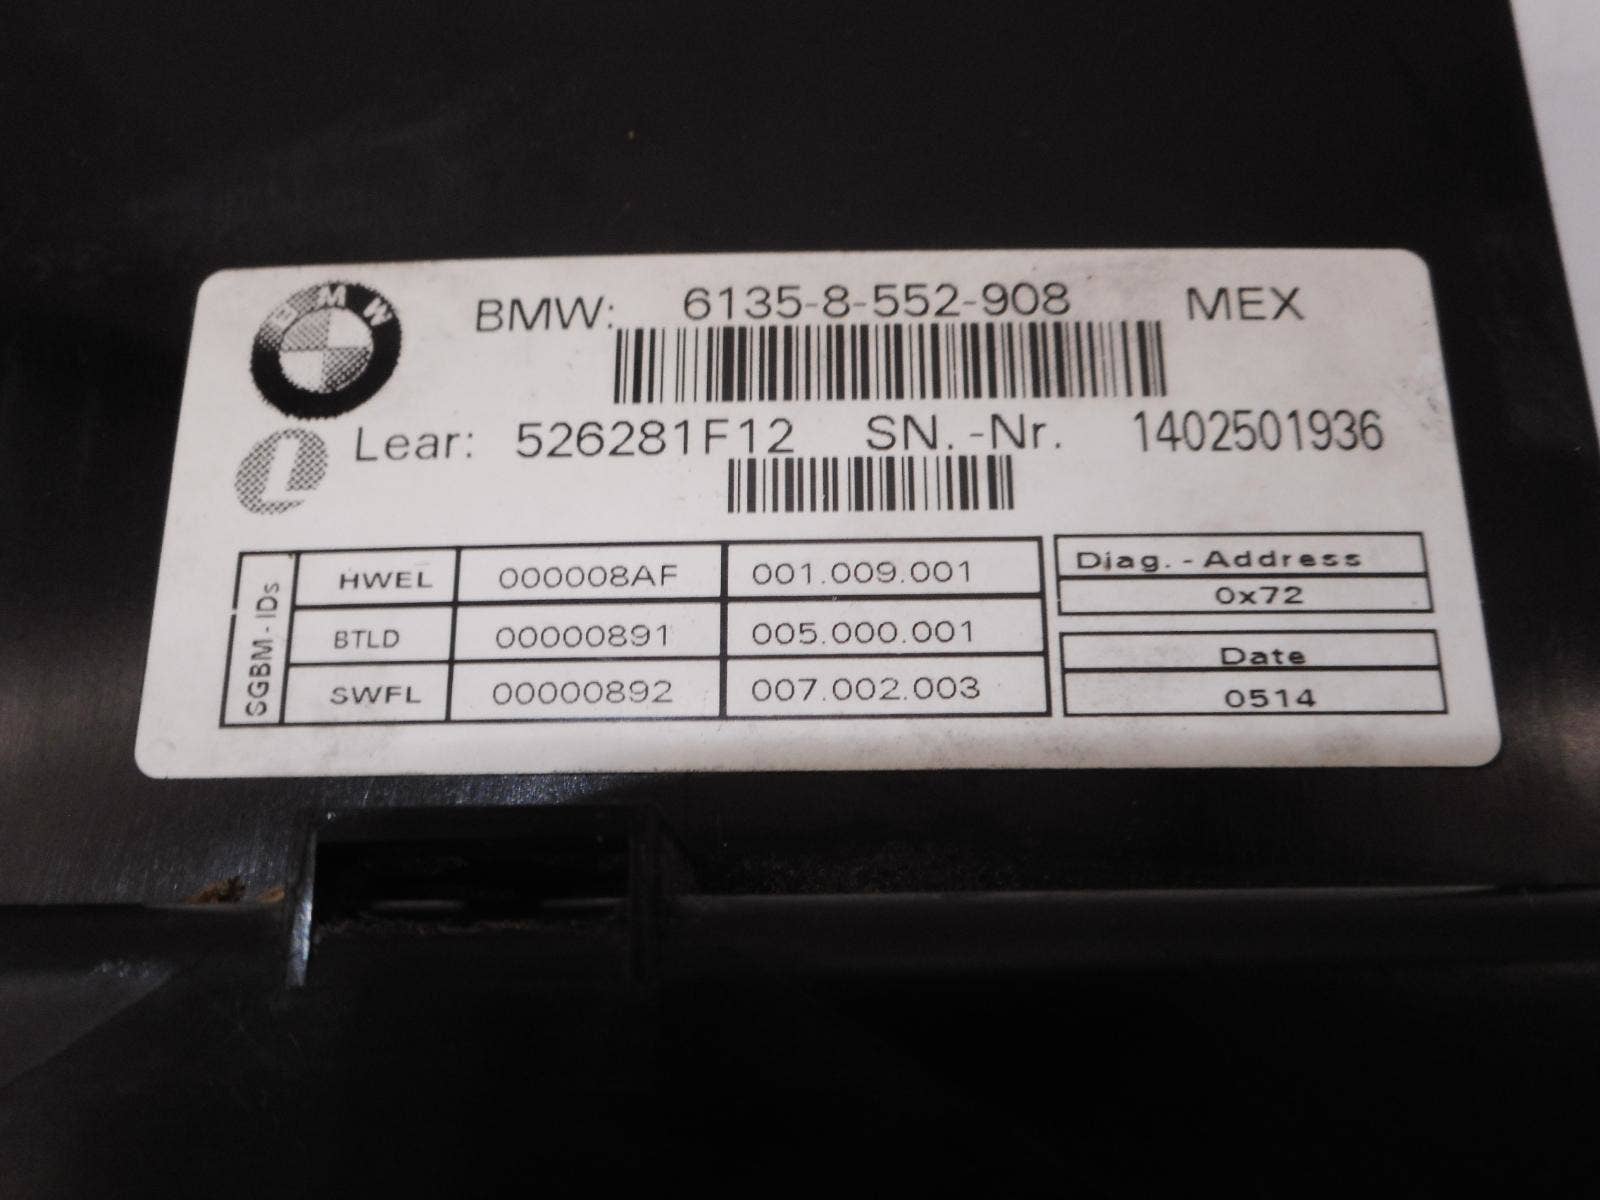 BMW
BMW: 6135-8-552-908 MEX
L
Lear: 526281F12 SN.-Nr. 1402501936
SGBM-IDs
HWEL 000008AF 001.009.001
BTLD 00000891 005.000.001
SWFL 00000892 007.002.003
Diag.-Address
0x72
Date
0514